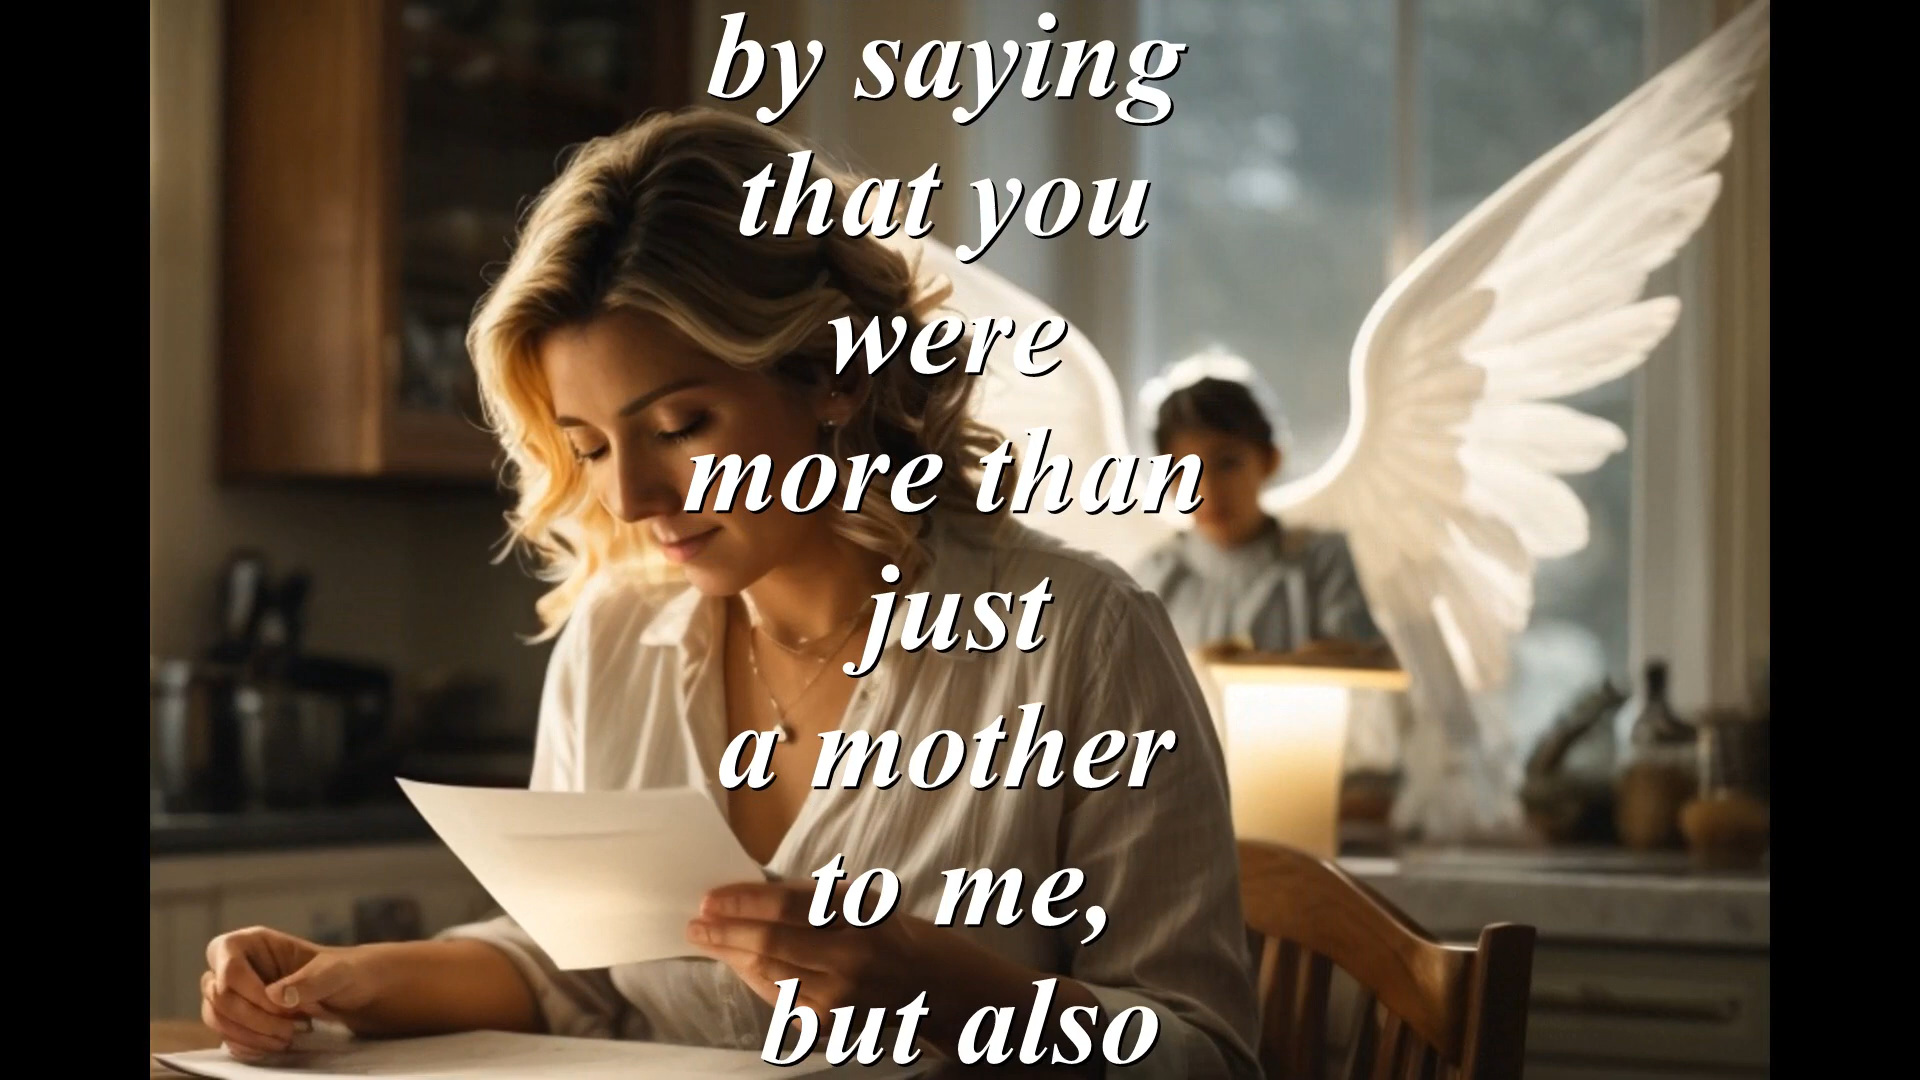 by saying
that you
were
more than
just
a mother
to me,
but also